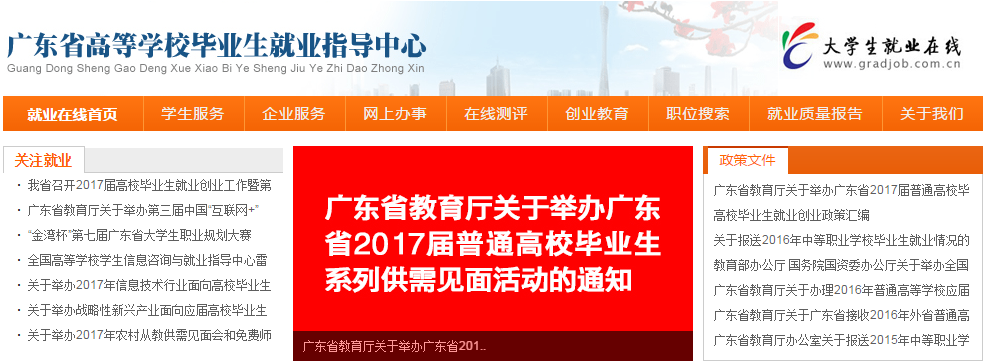 广东省高等学校毕业生就业指导中心
Guang Dong Sheng Gao Deng Xue Xiao Bi Ye Sheng Jiu Ye Zhi Dao Zhong Xin
大学生就业在线
www.gradjob.com.cn
就业在线首页 学生服务 企业服务 网上办事 在线测评 创业教育 职位搜索 就业质量报告 关于我们
关注就业
· 我省召开2017届高校毕业生就业创业工作暨第
· 广东省教育厅关于举办第三届中国“互联网+”
· “金湾杯”第七届广东省大学生职业规划大赛
· 全国高等学校学生信息咨询与就业指导中心雷
· 关于举办2017年信息技术行业面向高校毕业生
· 关于举办战略性新兴产业面向应届高校毕业生
· 关于举办2017年农村从教供需见面会和免费师
广东省教育厅关于举办广东
省2017届普通高校毕业生
系列供需见面活动的通知
广东省教育厅关于举办广东省201..
政策文件
广东省教育厅关于举办广东省2017届普通高校毕
高校毕业生就业创业政策汇编
关于报送2016年中等职业学校毕业生就业情况的
教育部办公厅 国务院国资委办公厅关于举办全国
广东省教育厅关于办理2016年普通高等学校应届
广东省教育厅关于广东省接收2016年外省普通高
广东省教育厅办公室关于报送2015年中等职业学